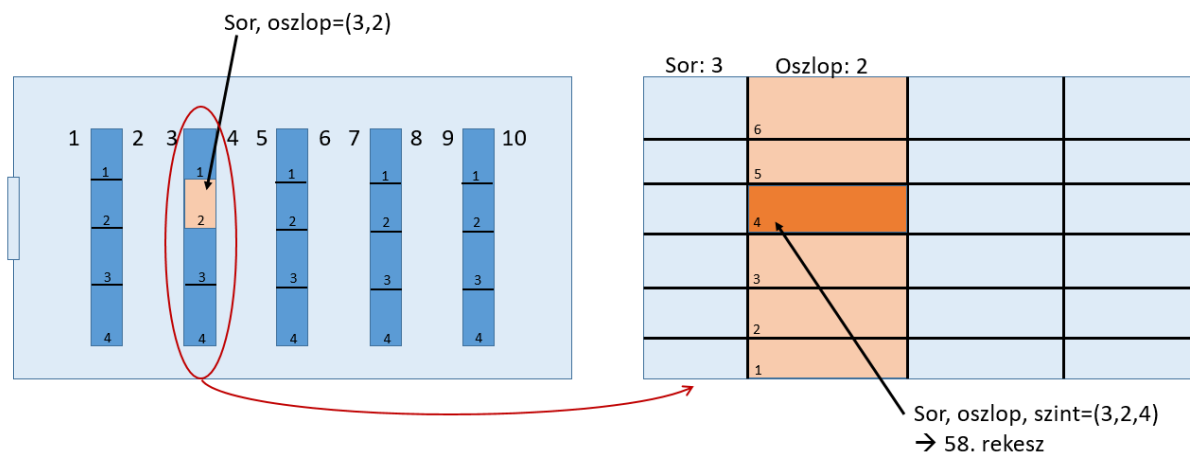 Sor, oszlop=(3,2)
1 2 3 4 5 6 7 8 9 10
1 1 1 1 1
2 2 2 2 2
3 3 3 3 3
4 4 4 4 4
Sor: 3 Oszlop: 2
6
5
4
3
2
1
Sor, oszlop, szint=(3,2,4)
→ 58. rekesz